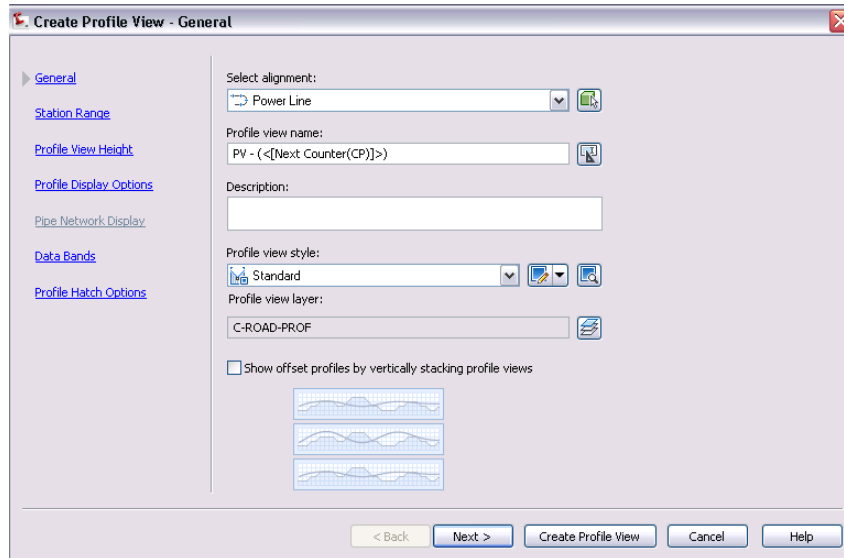 Create Profile View - General
General
Station Range
Profile View Height
Profile Display Options
Pipe Network Display
Data Bands
Profile Hatch Options
Select alignment:
Power Line
Profile view name:
PV - (<[Next Counter(CP)]>)
Description:
Profile view style:
Standard
Profile view layer:
C-ROAD-PROF
Show offset profiles by vertically stacking profile views
< Back Next > Create Profile View Cancel Help